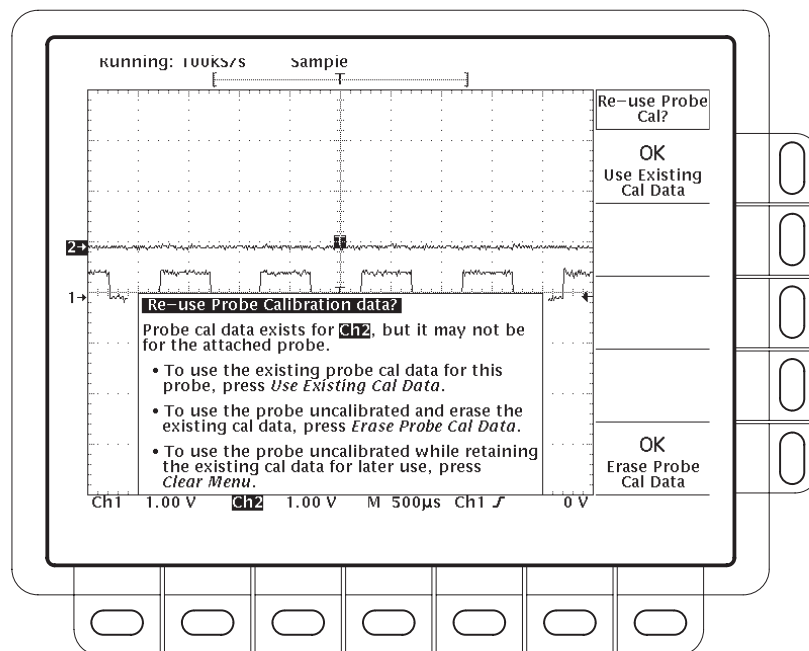 Running: 100kS/s Sample
T
Re–use Probe
Cal?
OK
Use Existing
Cal Data
T
2
1
T
Re–use Probe Calibration data?
Probe cal data exists for Ch2, but it may not be
for the attached probe.
• To use the existing probe cal data for this
probe, press Use Existing Cal Data.
• To use the probe uncalibrated and erase the
existing cal data, press Erase Probe Cal Data.
• To use the probe uncalibrated while retaining
the existing cal data for later use, press
Clear Menu.
OK
Erase Probe
Cal Data
Ch1 1.00 V Ch2 1.00 V M 500µs Ch1 0 V